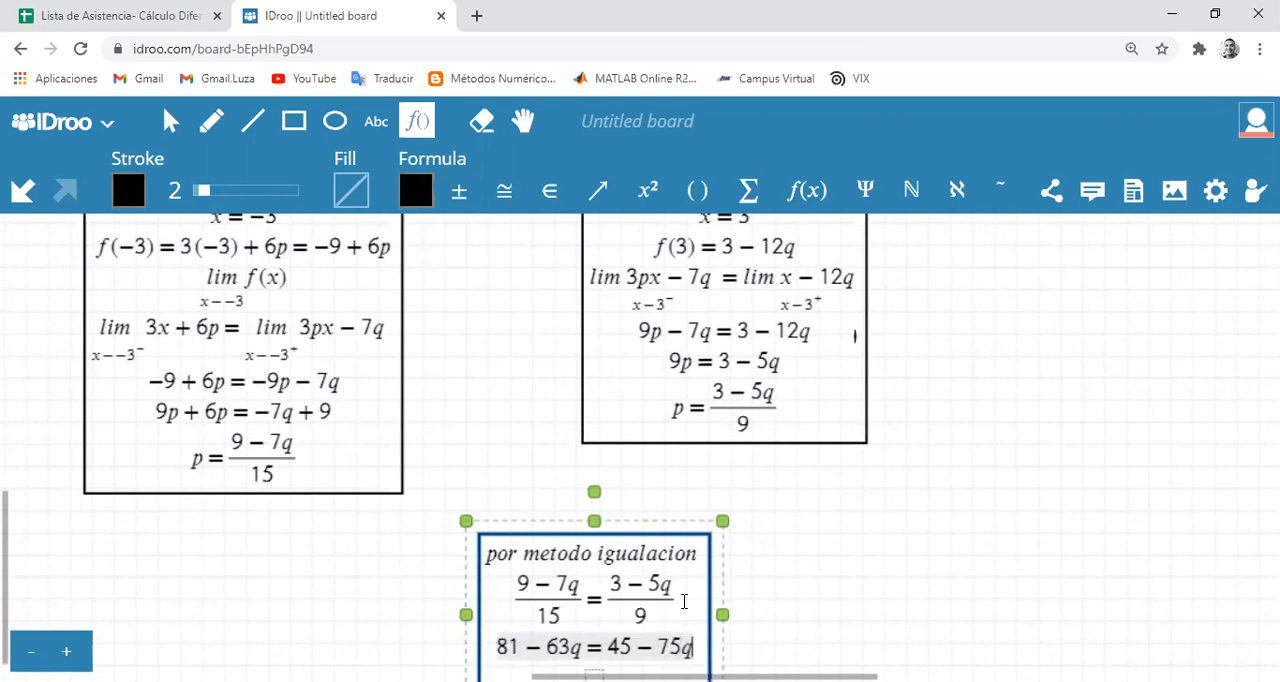 Lista de Asistencia- Cálculo Difer
IDroo || Untitled board
idroo.com/board-bEpHhPgD94
Aplicaciones
Gmail
Gmail.Luza
YouTube
Traducir
Métodos Numérico...
MATLAB Online R2...
Campus Virtual
VIX
IDroo
Abc
f()
Untitled board
Stroke
Fill
Formula
2
± ≅ ∈ x² ( ) ∑ f(x) Ψ ℕ ℵ ~
x = −3
f(−3) = 3(−3) + 6p = −9 + 6p
lim f(x)
x−−3
lim 3x + 6p = lim 3px − 7q
x−−3⁻ x−−3⁺
−9 + 6p = −9p − 7q
9p + 6p = −7q + 9
p = (9 − 7q)/15
x = 3
f(3) = 3 − 12q
lim 3px − 7q = lim x − 12q
x−3⁻ x−3⁺
9p − 7q = 3 − 12q
9p = 3 − 5q
p = (3 − 5q)/9
por metodo igualacion
(9 − 7q)/15 = (3 − 5q)/9
81 − 63q = 45 − 75q
- +